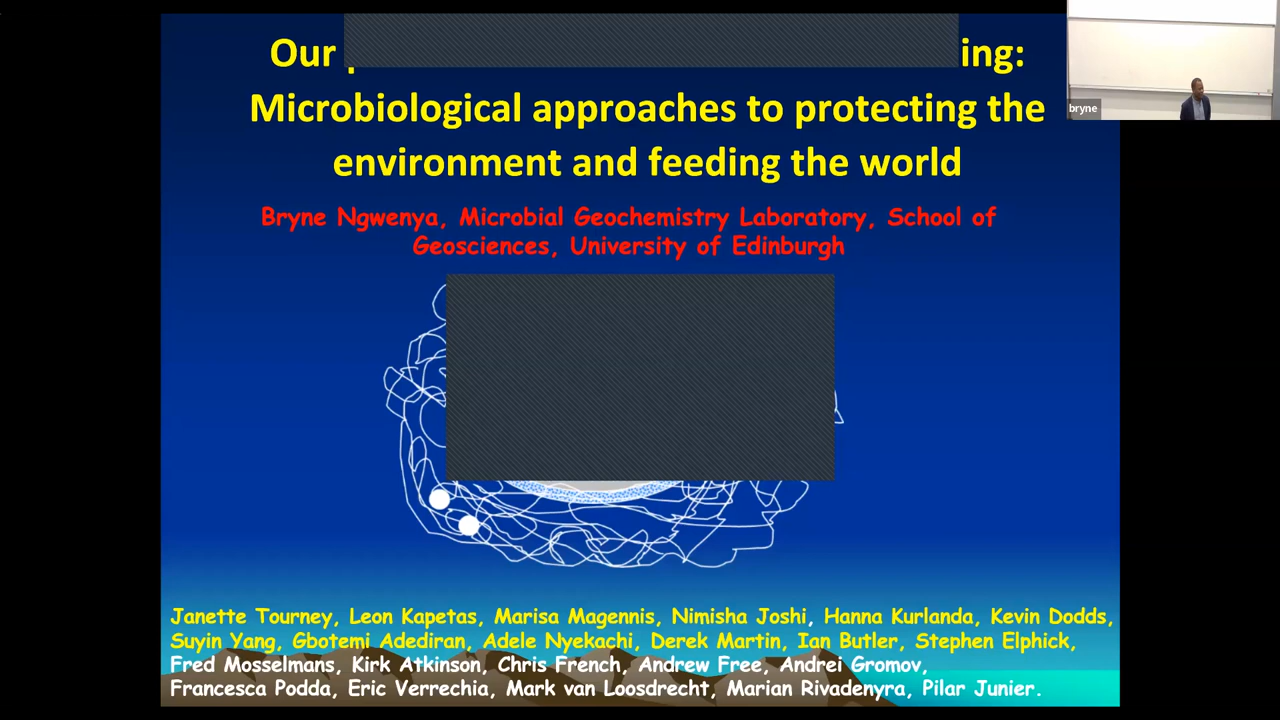 Our ing:
Microbiological approaches to protecting the
environment and feeding the world
Bryne Ngwenya, Microbial Geochemistry Laboratory, School of
Geosciences, University of Edinburgh
bryne
Janette Tourney, Leon Kapetas, Marisa Magennis, Nimisha Joshi, Hanna Kurlanda, Kevin Dodds,
Suyin Yang, Gbotemi Adediran, Adele Nyekachi, Derek Martin, Ian Butler, Stephen Elphick,
Fred Mosselmans, Kirk Atkinson, Chris French, Andrew Free, Andrei Gromov,
Francesca Podda, Eric Verrechia, Mark van Loosdrecht, Marian Rivadenyra, Pilar Junier.